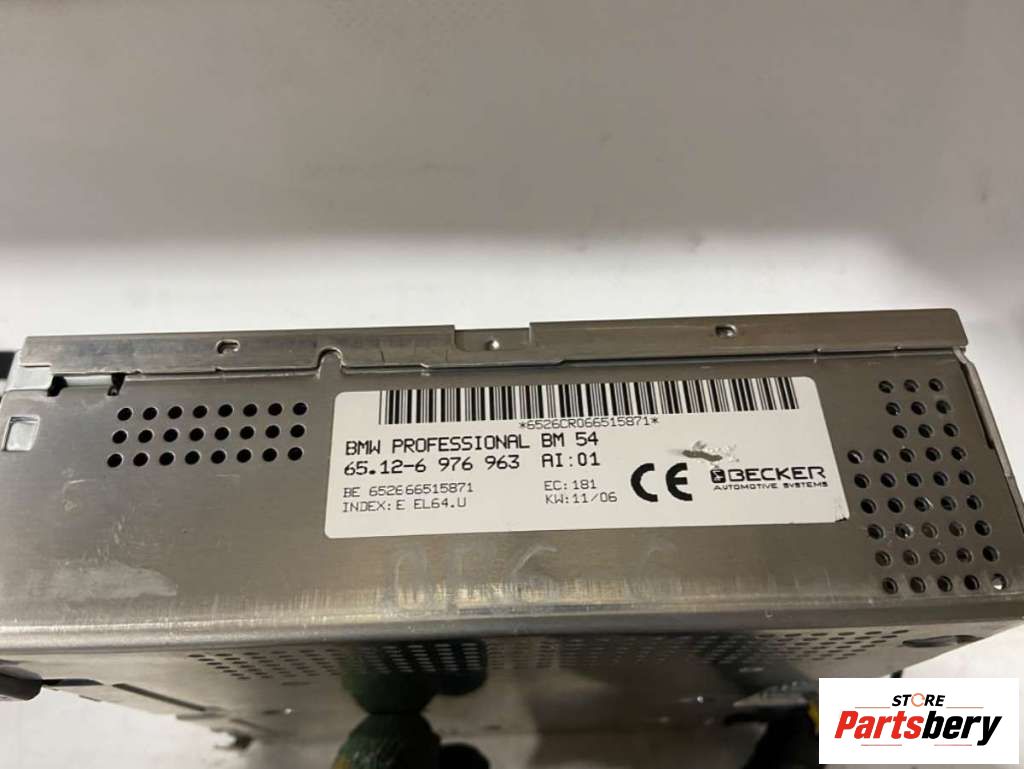 *6526CR066515871*
BMW PROFESSIONAL BM 54
65.12-6 976 963 AI:01
BE 652666515871
INDEX:E EL64.U
EC:181
KW:11/06
CE
BECKER
AUTOMOTIVE SYSTEMS
STORE
Partsbery